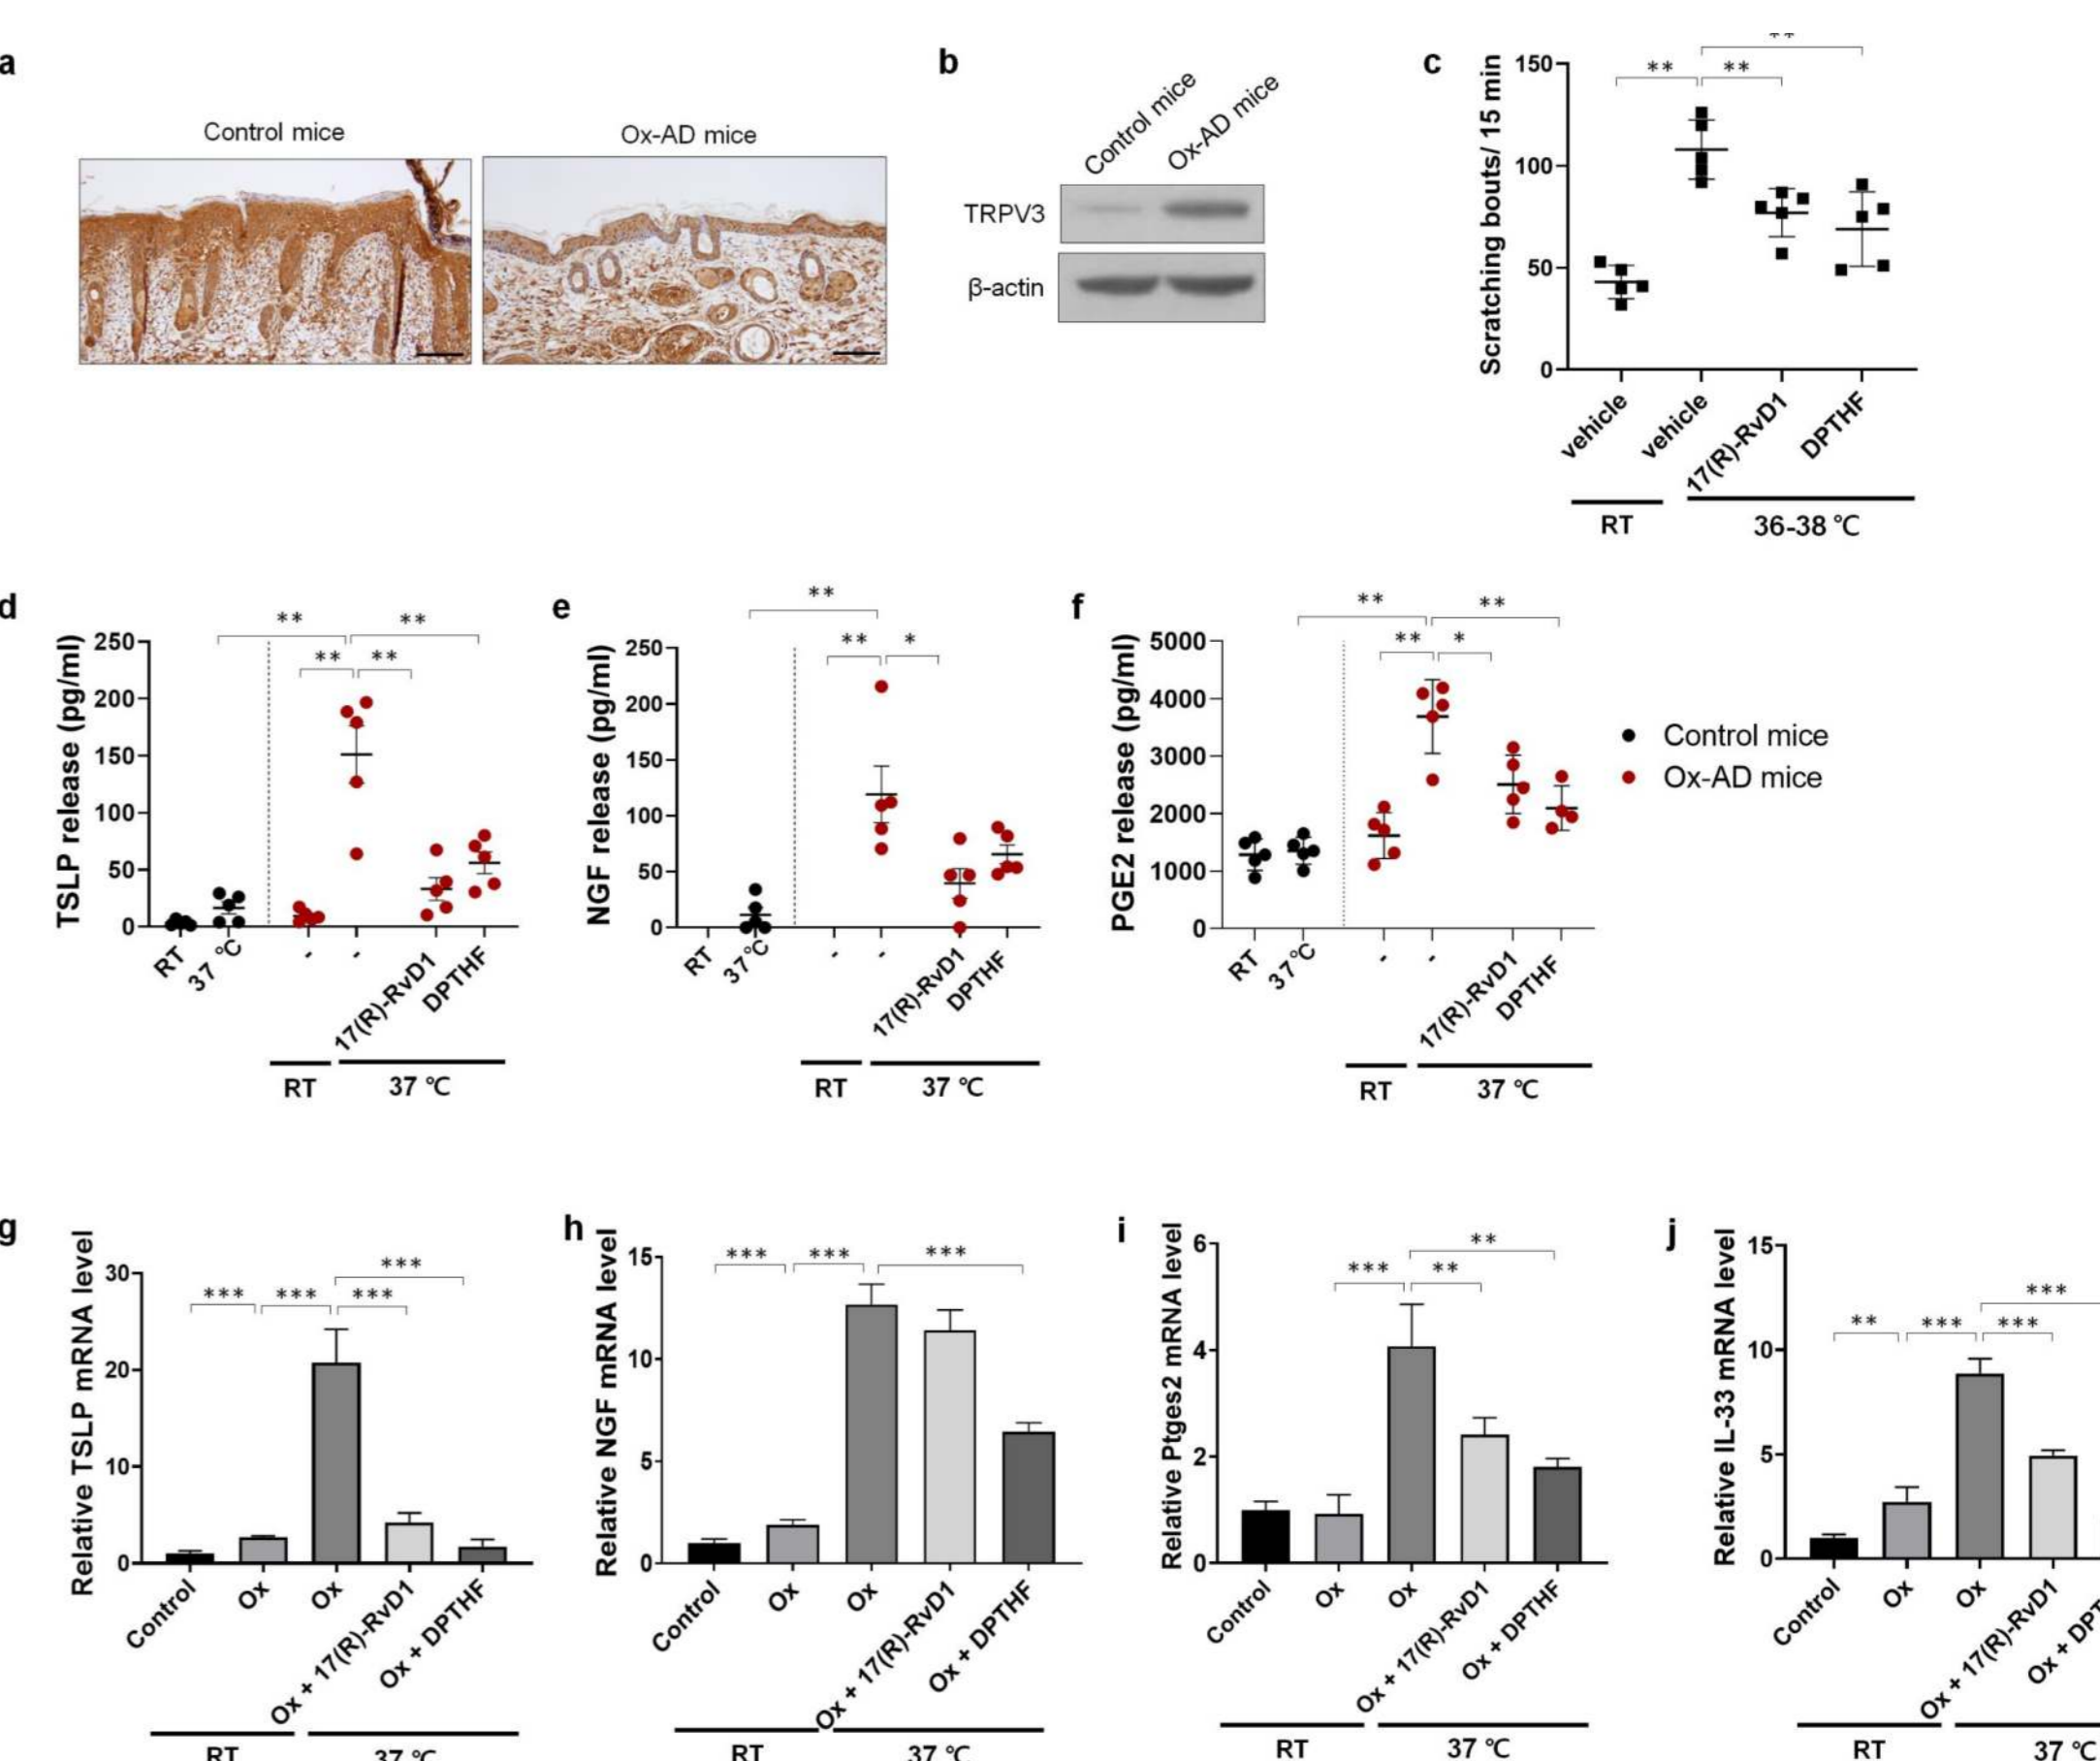 a
Control mice
Ox-AD mice
b
Control mice
Ox-AD mice
TRPV3
β-actin
c
Scratching bouts/ 15 min
150
100
50
0
**
**
**
vehicle
vehicle
17(R)-RvD1
DPTHF
RT
36-38 ℃
d
TSLP release (pg/ml)
250
200
150
100
50
0
**
**
**
**
RT
37 ℃
-
-
17(R)-RvD1
DPTHF
RT
37 ℃
e
NGF release (pg/ml)
250
200
150
100
50
0
**
**
*
RT
37℃
-
-
17(R)-RvD1
DPTHF
RT
37 ℃
f
PGE2 release (pg/ml)
5000
4000
3000
2000
1000
0
**
**
**
*
RT
37℃
-
-
17(R)-RvD1
DPTHF
RT
37 ℃
Control mice
Ox-AD mice
g
Relative TSLP mRNA level
30
20
10
0
***
***
***
***
Control
Ox
Ox
Ox + 17(R)-RvD1
Ox + DPTHF
RT
37 ℃
h
Relative NGF mRNA level
15
10
5
0
***
***
***
Control
Ox
Ox
Ox + 17(R)-RvD1
Ox + DPTHF
RT
37 ℃
i
Relative Ptges2 mRNA level
6
4
2
0
**
***
**
Control
Ox
Ox
Ox + 17(R)-RvD1
Ox + DPTHF
RT
37 ℃
j
Relative IL-33 mRNA level
15
10
5
0
***
**
***
***
Control
Ox
Ox
Ox + 17(R)-RvD1
Ox + DPT
RT
37 ℃